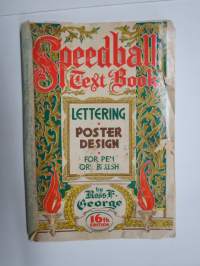 Speedball
Text Book
LETTERING
POSTER
DESIGN
FOR PEN
OR BRUSH
by
Ross F.
George
16th
EDITION